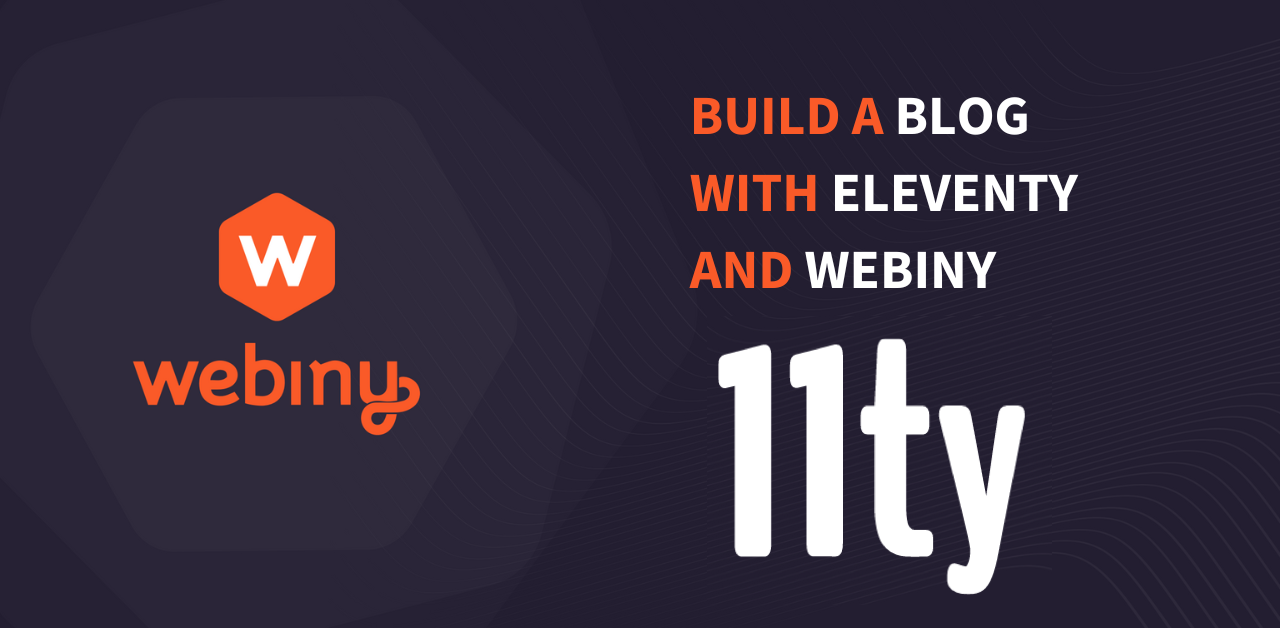 W
webiny
BUILD A BLOG
WITH ELEVENTY
AND WEBINY
11ty